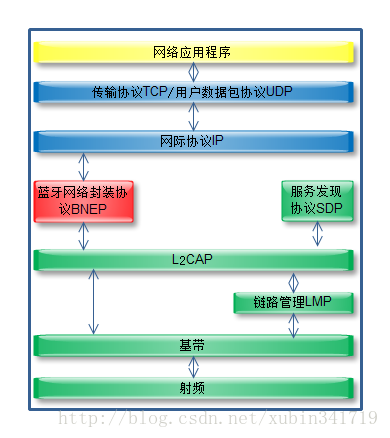 网络应用程序
传输协议TCP/用户数据包协议UDP
网际协议IP
蓝牙网络封装协
议BNEP
服务发现
协议SDP
L2CAP
链路管理LMP
基带
射频
http://blog.csdn.net/xubin341719